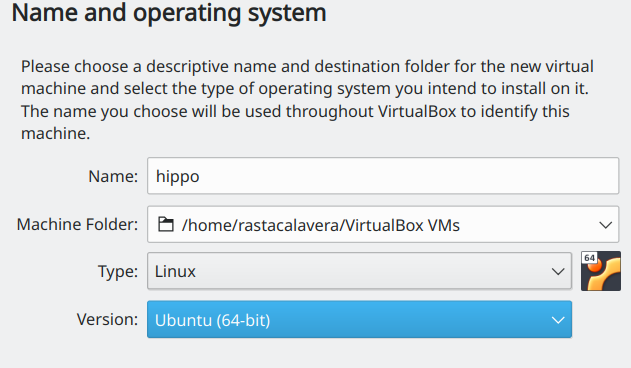 Name and operating system
Please choose a descriptive name and destination folder for the new virtual
machine and select the type of operating system you intend to install on it.
The name you choose will be used throughout VirtualBox to identify this
machine.
Name: hippo
Machine Folder: /home/rastacalavera/VirtualBox VMs
Type: Linux 64
Version: Ubuntu (64-bit)